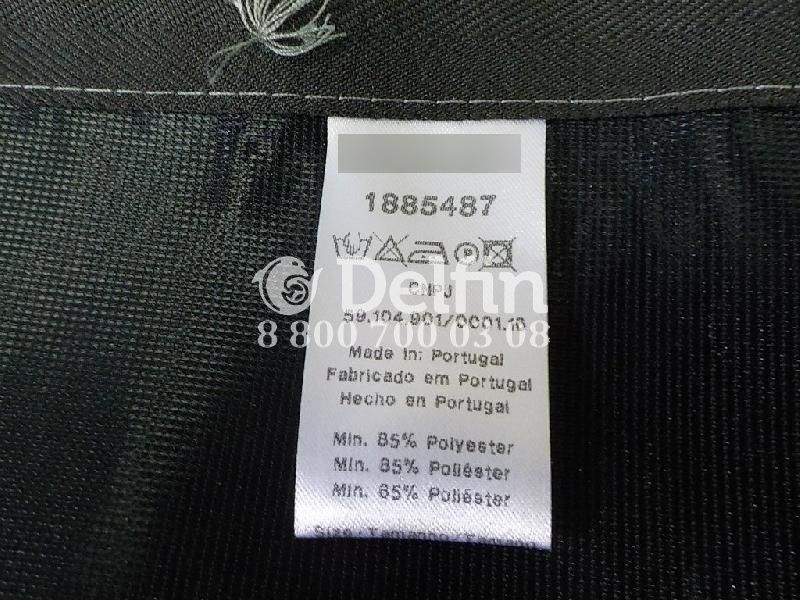 1885487
Delfin
CNPJ
59.104.901/0001.10
8 800 700 03 08
Made in: Portugal
Fabricado em Portugal
Hecho en Portugal
Min. 85% Polyester
Min. 85% Poliéster
Min. 85% Poliéster